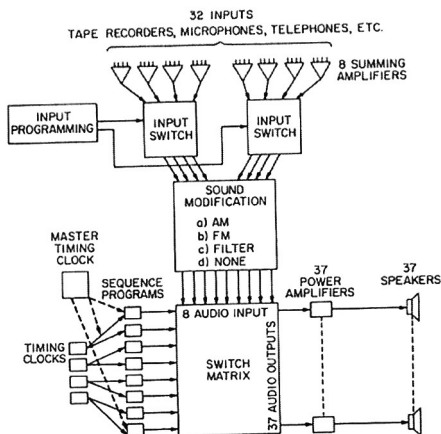 32 INPUTS
TAPE RECORDERS, MICROPHONES, TELEPHONES, ETC.
8 SUMMING
AMPLIFIERS
INPUT
PROGRAMMING
INPUT
SWITCH
INPUT
SWITCH
SOUND
MODIFICATION
a) AM
b) FM
c) FILTER
d) NONE
MASTER
TIMING
CLOCK
SEQUENCE
PROGRAMS
37
POWER
AMPLIFIERS
37
SPEAKERS
8 AUDIO INPUT
TIMING
CLOCKS
SWITCH
MATRIX
37 AUDIO OUTPUTS